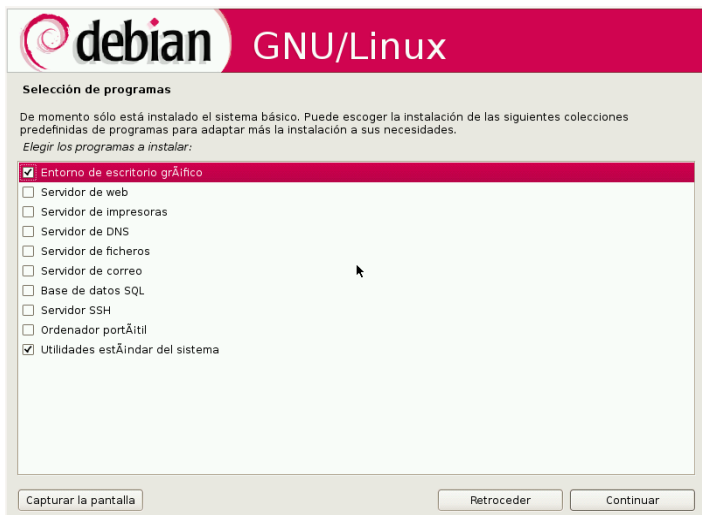 debian GNU/Linux
Selección de programas
De momento sólo está instalado el sistema básico. Puede escoger la instalación de las siguientes colecciones
predefinidas de programas para adaptar más la instalación a sus necesidades.
Elegir los programas a instalar:
Entorno de escritorio grÃ¡fico
Servidor de web
Servidor de impresoras
Servidor de DNS
Servidor de ficheros
Servidor de correo
Base de datos SQL
Servidor SSH
Ordenador portÃ¡til
Utilidades estÃ¡ndar del sistema
Capturar la pantalla
Retroceder
Continuar